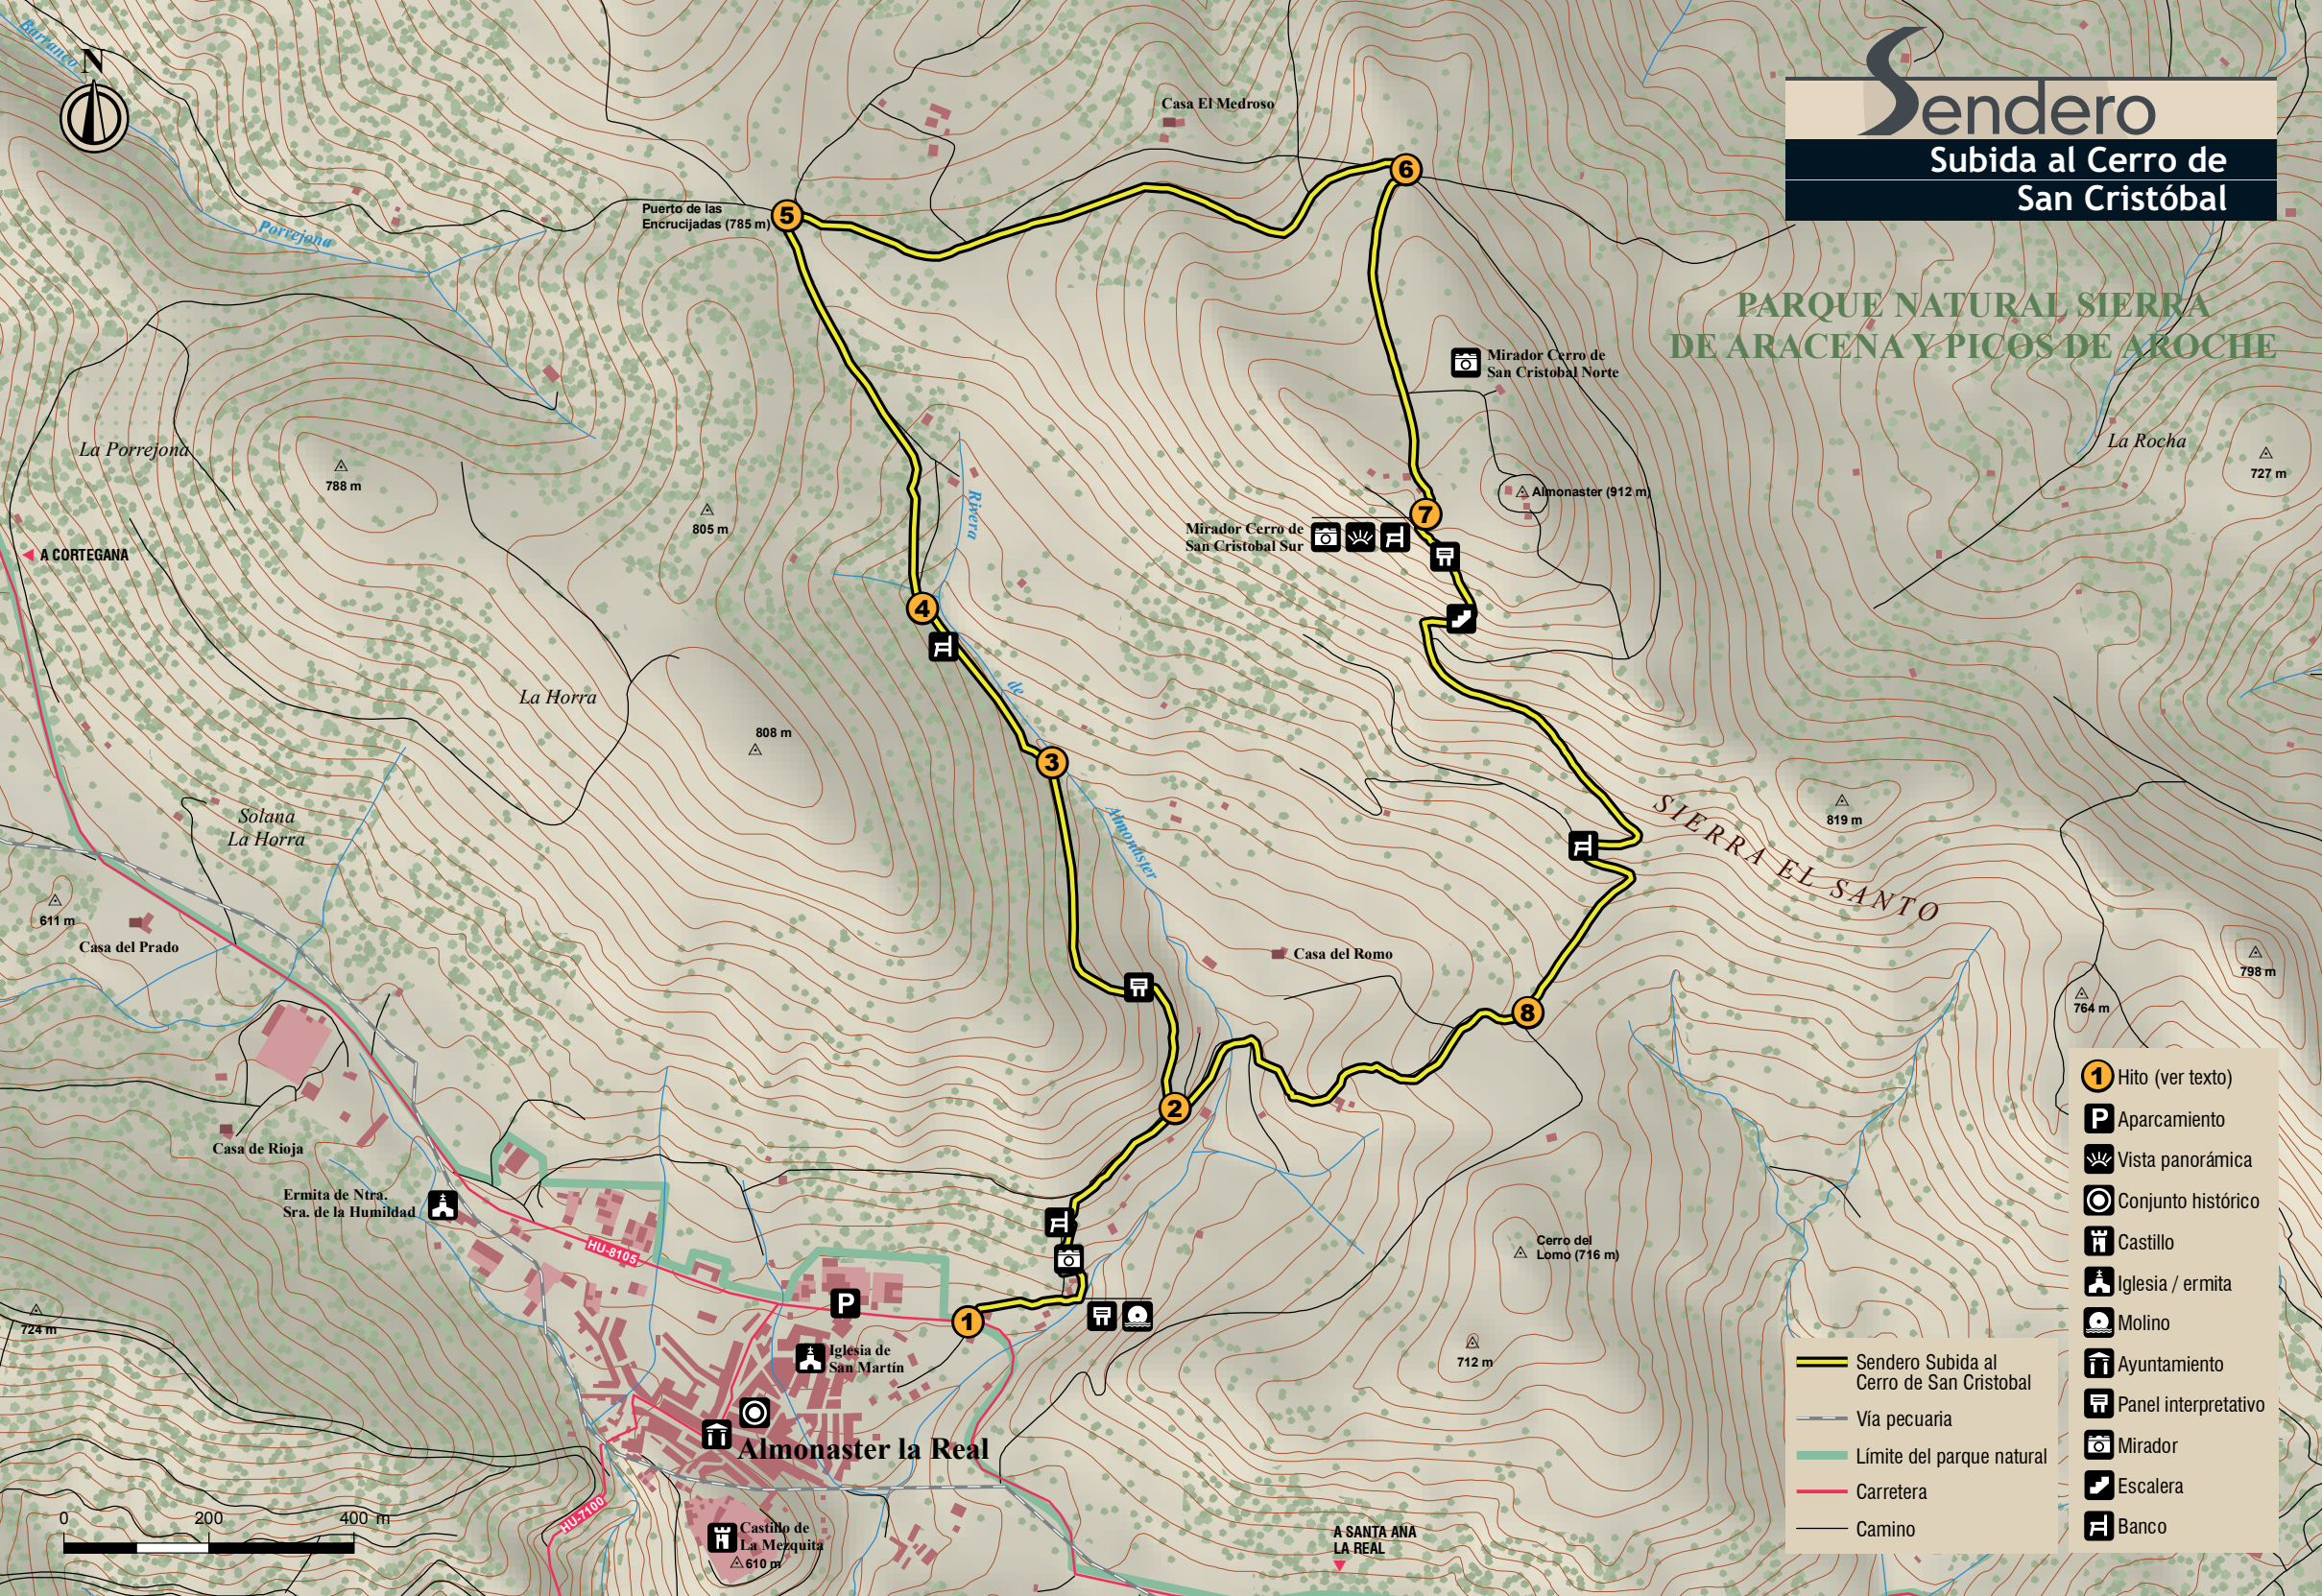 Sendero
Subida al Cerro de
San Cristóbal
N
Barranco
Porrejona
Casa El Medroso
6
5
Puerto de las
Encrucijadas (785 m)
PARQUE NATURAL SIERRA
DE ARACENA Y PICOS DE AROCHE
Mirador Cerro de
San Cristobal Norte
La Porrejona
788 m
805 m
Rivera
de
Almonaster
Almonaster (912 m)
La Rocha
727 m
7
Mirador Cerro de
San Cristobal Sur
A CORTEGANA
4
La Horra
808 m
3
Solana
La Horra
819 m
SIERRA EL SANTO
611 m
Casa del Prado
Casa del Romo
798 m
764 m
8
2
Casa de Rioja
Ermita de Ntra.
Sra. de la Humildad
HU-8105
Cerro del
Lomo (716 m)
P
1
724 m
Iglesia de
San Martín
712 m
Almonaster la Real
HU-7100
Castillo de
La Mezquita
610 m
A SANTA ANA
LA REAL
0 200 400 m
1 Hito (ver texto)
P Aparcamiento
Vista panorámica
Conjunto histórico
Castillo
Iglesia / ermita
Molino
Ayuntamiento
Panel interpretativo
Mirador
Escalera
Banco
Sendero Subida al
Cerro de San Cristobal
Vía pecuaria
Límite del parque natural
Carretera
Camino